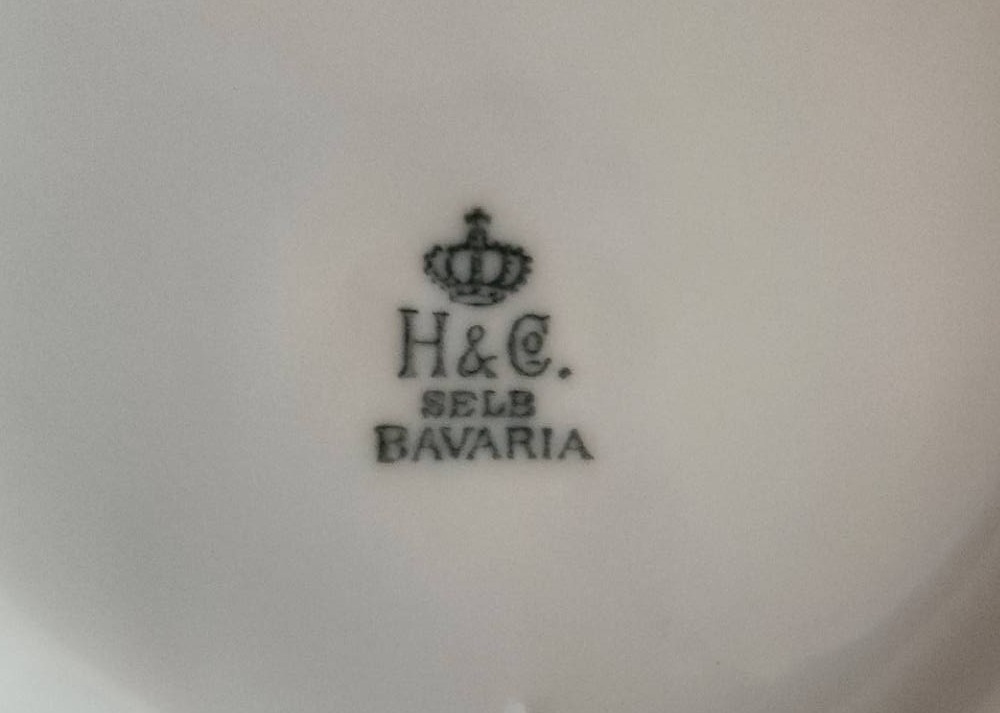 H & Co.
SELB
BAVARIA